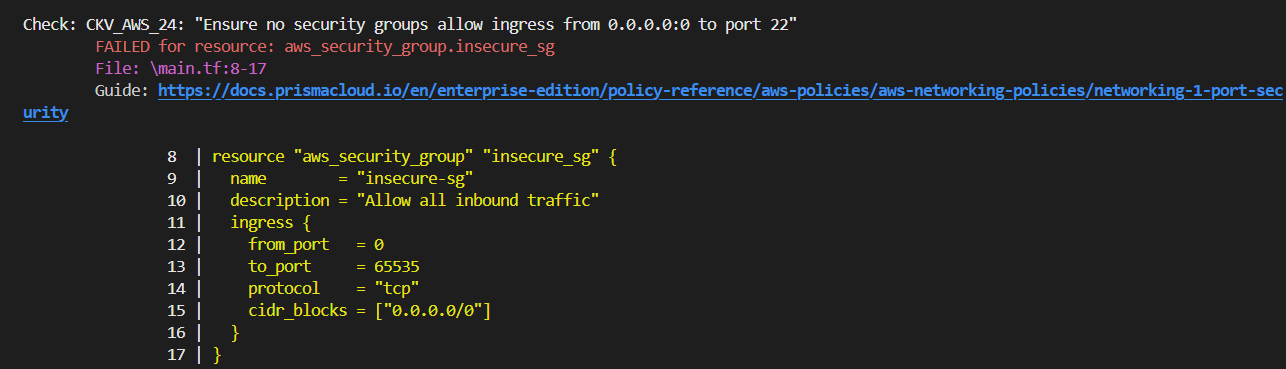 Check: CKV_AWS_24: "Ensure no security groups allow ingress from 0.0.0.0:0 to port 22"
FAILED for resource: aws_security_group.insecure_sg
File: \main.tf:8-17
Guide: https://docs.prismacloud.io/en/enterprise-edition/policy-reference/aws-policies/aws-networking-policies/networking-1-port-sec
urity
8 | resource "aws_security_group" "insecure_sg" {
9 |   name        = "insecure-sg"
10 |   description = "Allow all inbound traffic"
11 |   ingress {
12 |     from_port   = 0
13 |     to_port     = 65535
14 |     protocol    = "tcp"
15 |     cidr_blocks = ["0.0.0.0/0"]
16 |   }
17 | }